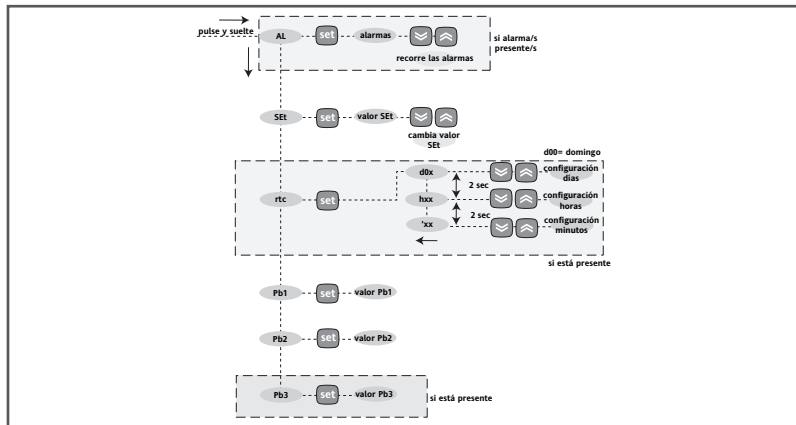 pulse y suelte
AL set alarmas
recorre las alarmas
si alarma/s
presente/s
SEt set valor SEt
cambia valor
SEt
d00= domingo
rtc set
d0x
configuración
días
2 sec
hxx
configuración
horas
2 sec
'xx
configuración
minutos
si está presente
Pb1 set valor Pb1
Pb2 set valor Pb2
Pb3 set valor Pb3
si está presente